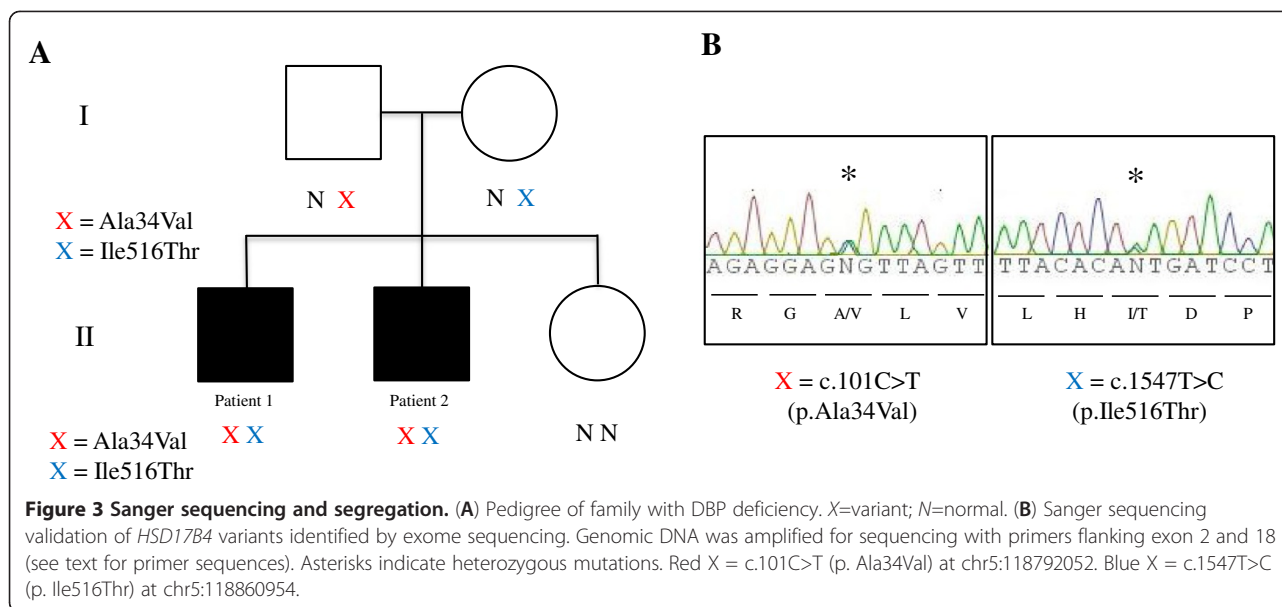 A
B
I
N X
N X
X = Ala34Val
X = Ile516Thr
II
Patient 1
Patient 2
X X
X X
N N
X = Ala34Val
X = Ile516Thr
*
*
AGAGGAGNGTTAGTT
TTACACANTGATCCT
R G A/V L V
L H I/T D P
X = c.101C>T
(p.Ala34Val)
X = c.1547T>C
(p.Ile516Thr)
Figure 3 Sanger sequencing and segregation. (A) Pedigree of family with DBP deficiency. X=variant; N=normal. (B) Sanger sequencing
validation of HSD17B4 variants identified by exome sequencing. Genomic DNA was amplified for sequencing with primers flanking exon 2 and 18
(see text for primer sequences). Asterisks indicate heterozygous mutations. Red X = c.101C>T (p. Ala34Val) at chr5:118792052. Blue X = c.1547T>C
(p. Ile516Thr) at chr5:118860954.